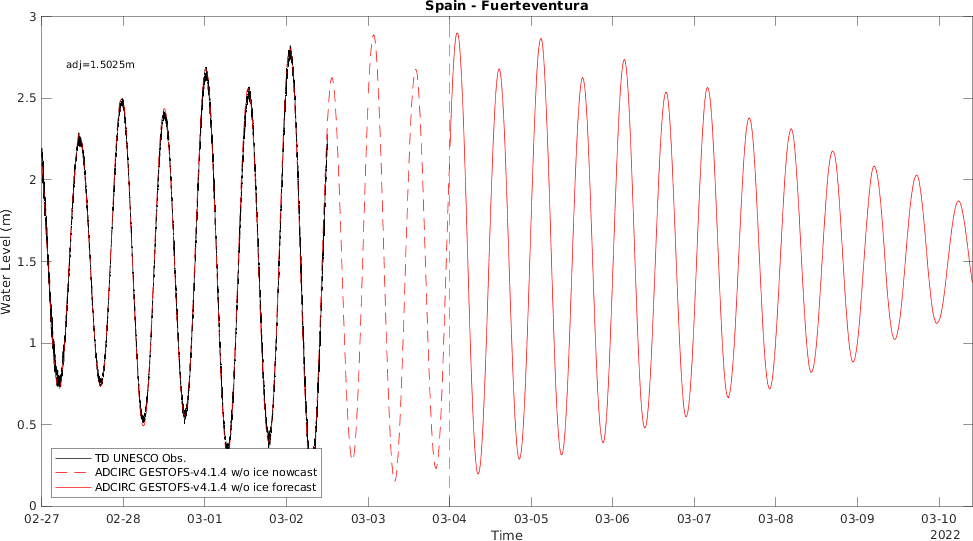 Spain - Fuerteventura
adj=1.5025m
3
2.5
2
1.5
1
0.5
0
Water Level (m)
TD UNESCO Obs.
ADCIRC GESTOFS-v4.1.4 w/o ice nowcast
ADCIRC GESTOFS-v4.1.4 w/o ice forecast
02-27 02-28 03-01 03-02 03-03 03-04 03-05 03-06 03-07 03-08 03-09 03-10
Time 2022